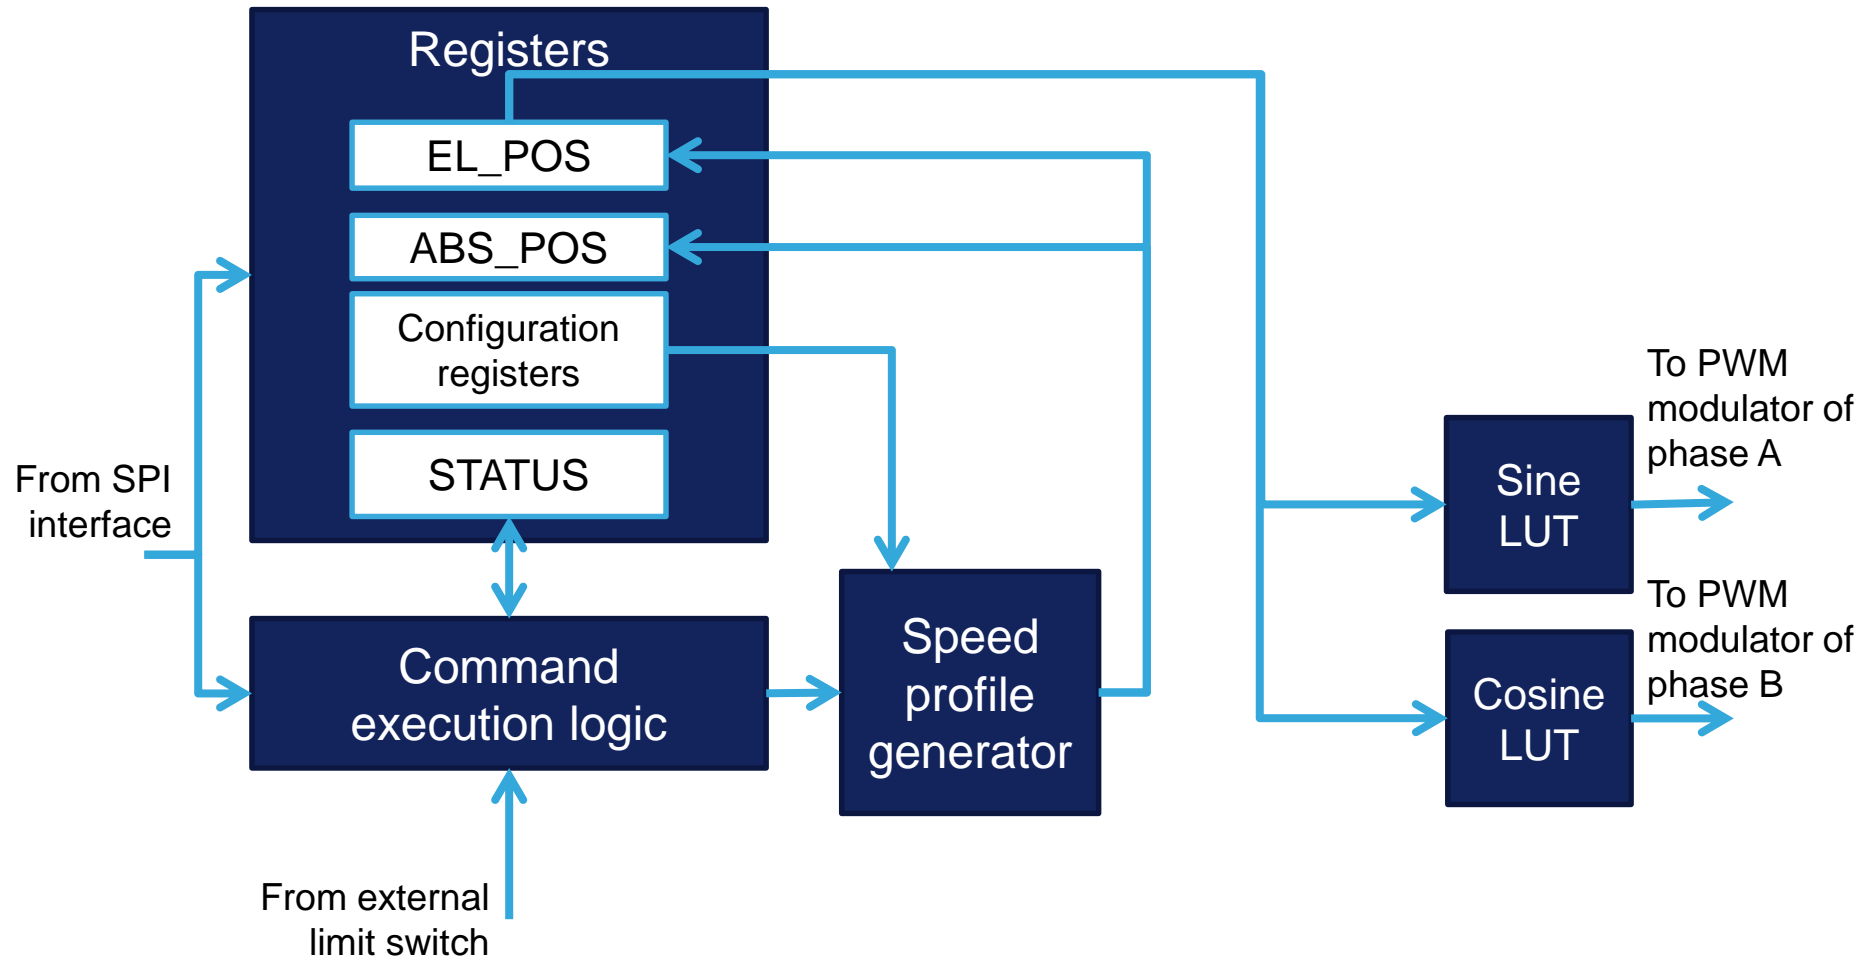 Registers
EL_POS
ABS_POS
Configuration
registers
STATUS
From SPI
interface
Command
execution logic
Speed
profile
generator
From external
limit switch
Sine
LUT
To PWM
modulator of
phase A
Cosine
LUT
To PWM
modulator of
phase B